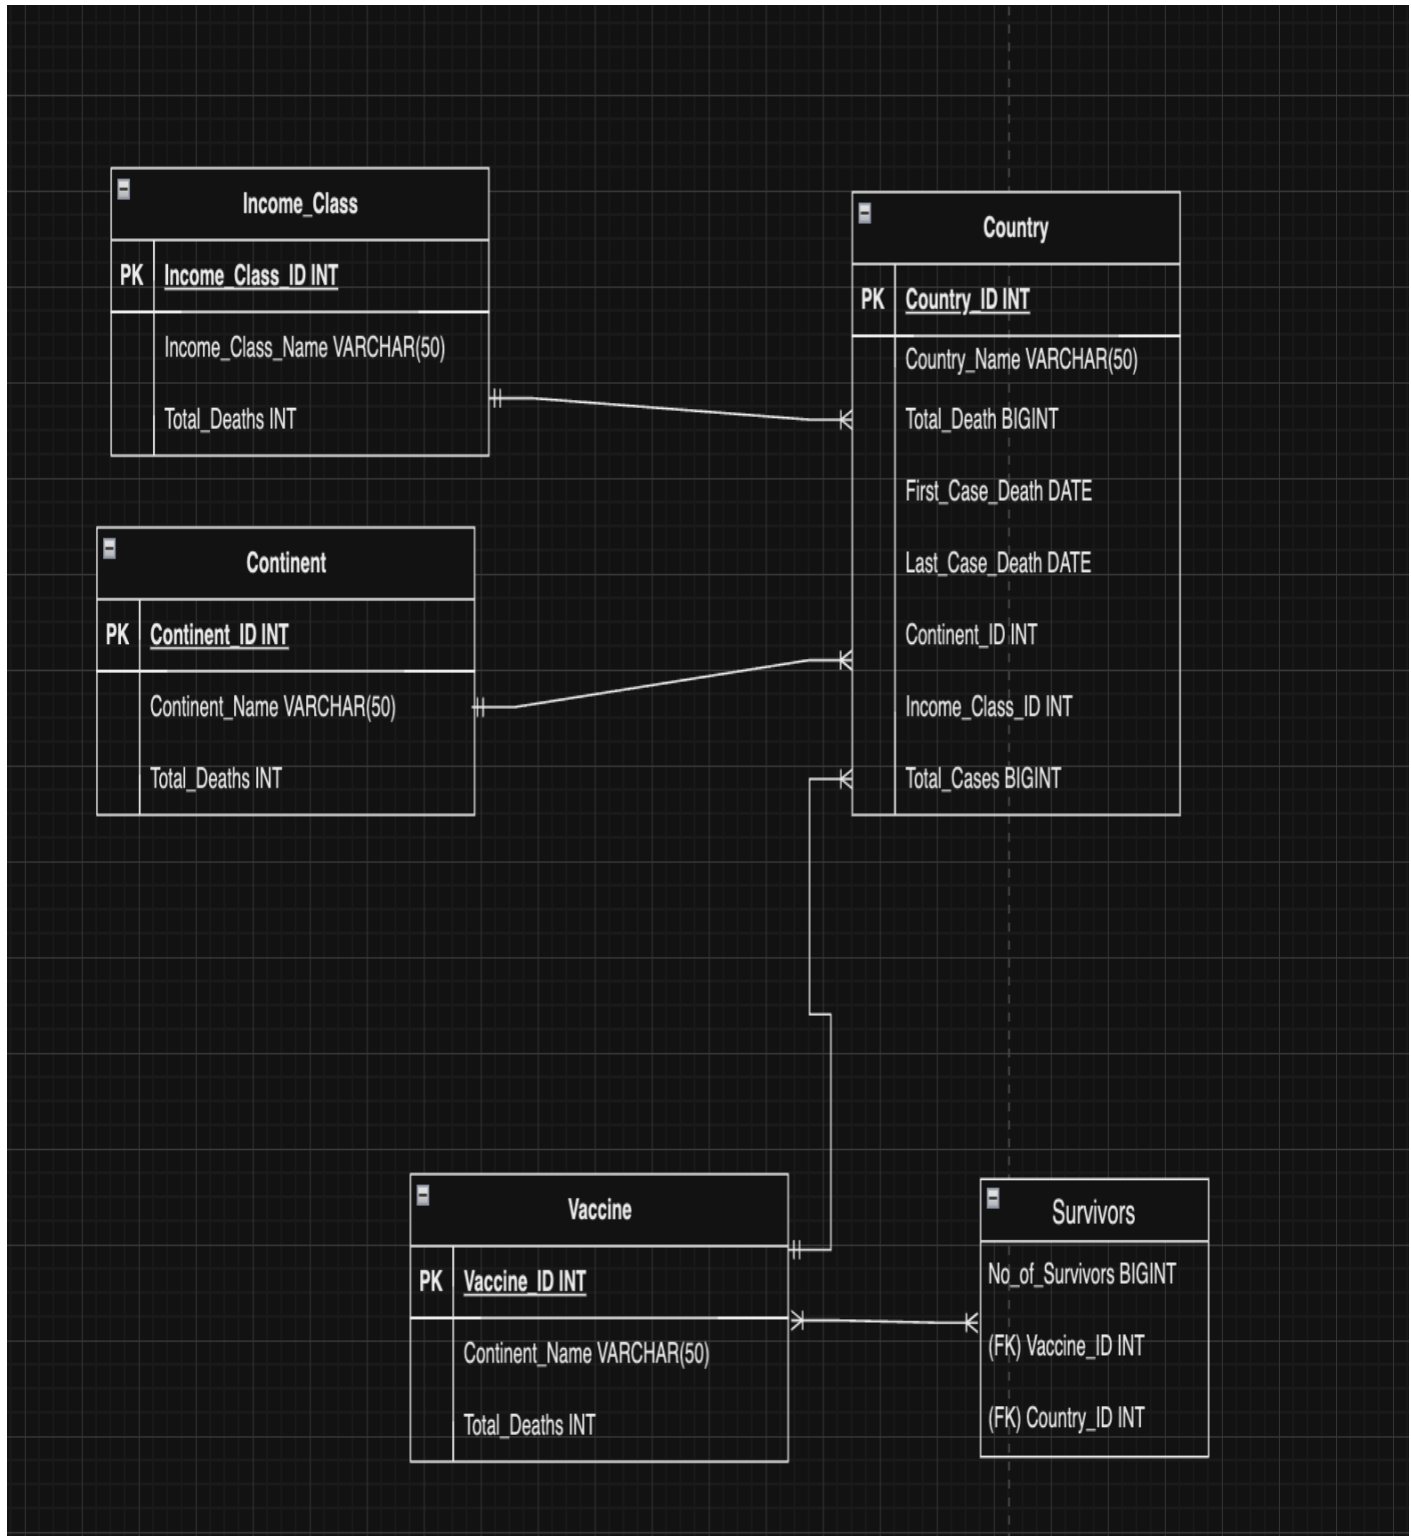 Income_Class
PK Income_Class_ID INT
Income_Class_Name VARCHAR(50)
Total_Deaths INT
Country
PK Country_ID INT
Country_Name VARCHAR(50)
Total_Death BIGINT
First_Case_Death DATE
Last_Case_Death DATE
Continent_ID INT
Income_Class_ID INT
Total_Cases BIGINT
Continent
PK Continent_ID INT
Continent_Name VARCHAR(50)
Total_Deaths INT
Vaccine
PK Vaccine_ID INT
Continent_Name VARCHAR(50)
Total_Deaths INT
Survivors
No_of_Survivors BIGINT
(FK) Vaccine_ID INT
(FK) Country_ID INT